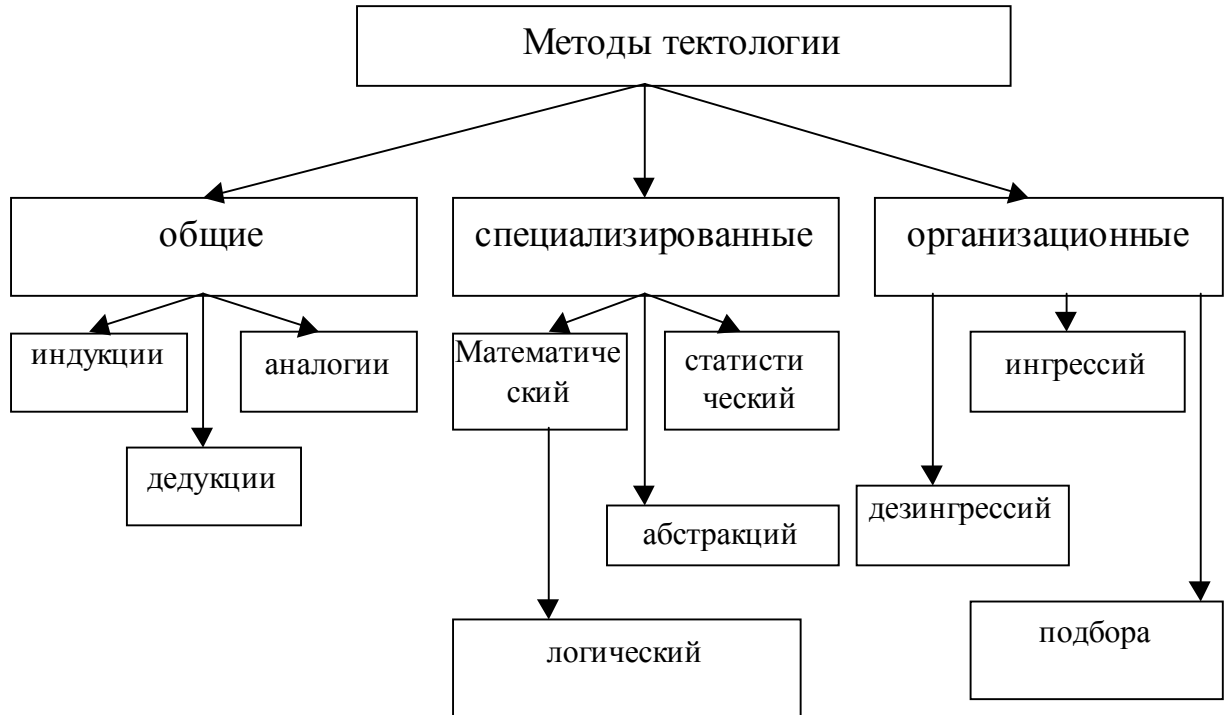 Методы тектологии
общие
специализированные
организационные
индукции
аналогии
Математиче
ский
статисти
ческий
ингрессий
дедукции
дезингрессий
абстракций
подбора
логический